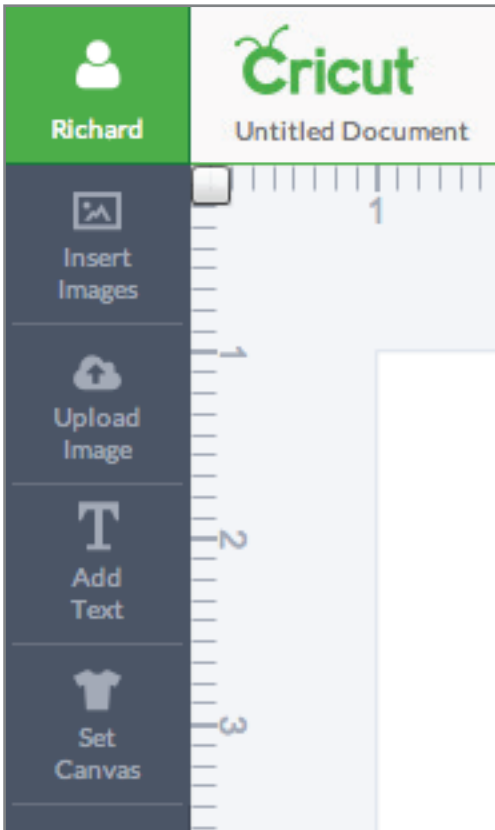 Richard
Cricut
Untitled Document
1
Insert
Images
1
Upload
Image
2
Add
Text
3
Set
Canvas